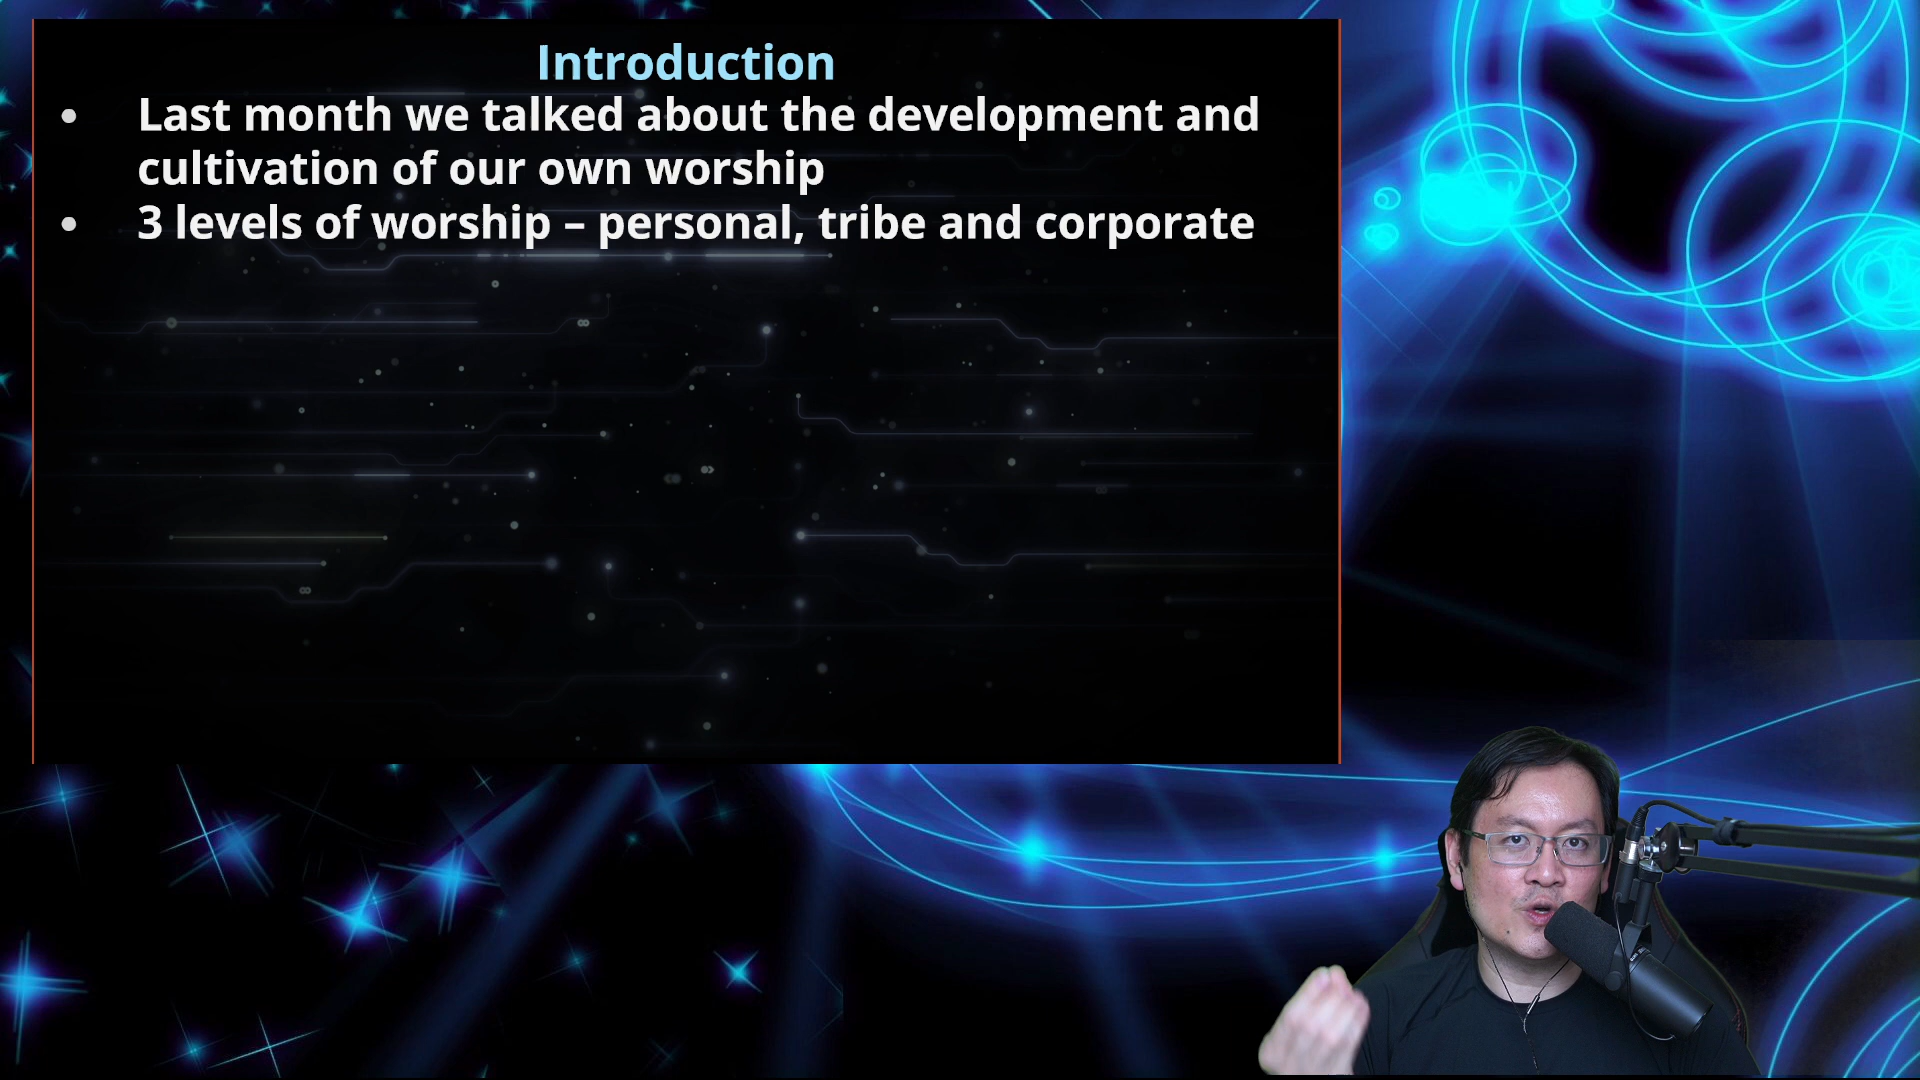 Introduction
• Last month we talked about the development and
cultivation of our own worship
• 3 levels of worship – personal, tribe and corporate